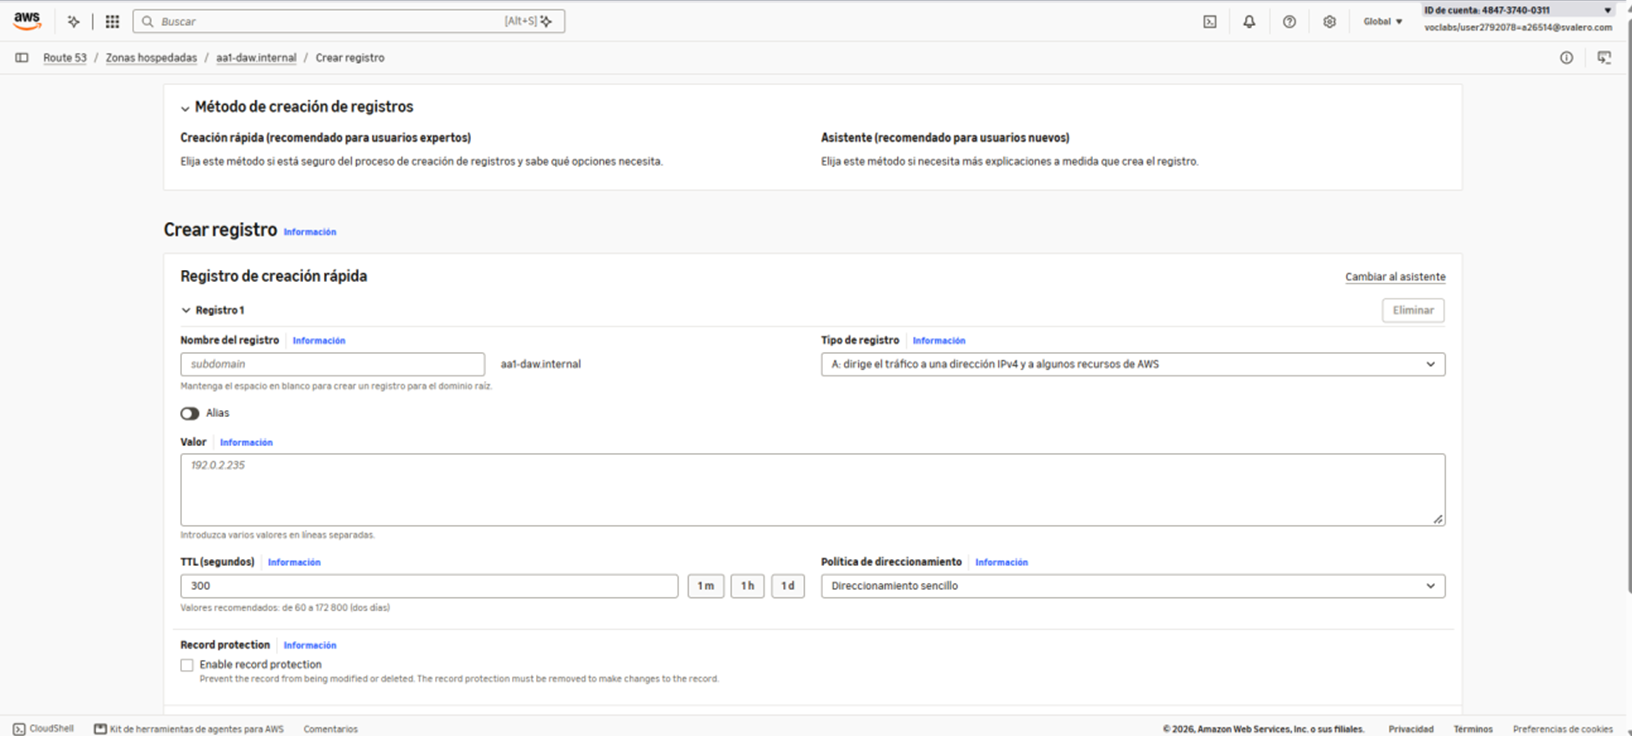 aws
Buscar
[Alt+S]
Global
ID de cuenta: 4847-3740-0311
voclabs/user2792078=a26514@svalero.com
Route 53 / Zonas hospedadas / aa1-daw.internal / Crear registro
Método de creación de registros
Creación rápida (recomendado para usuarios expertos)
Elija este método si está seguro del proceso de creación de registros y sabe qué opciones necesita.
Asistente (recomendado para usuarios nuevos)
Elija este método si necesita más explicaciones a medida que crea el registro.
Crear registro Información
Registro de creación rápida
Cambiar al asistente
Registro 1
Eliminar
Nombre del registro Información
subdomain
aa1-daw.internal
Mantenga el espacio en blanco para crear un registro para el dominio raíz.
Tipo de registro Información
A: dirige el tráfico a una dirección IPv4 y a algunos recursos de AWS
Alias
Valor Información
192.0.2.235
Introduzca varios valores en líneas separadas.
TTL (segundos) Información
300
1 m
1 h
1 d
Valores recomendados: de 60 a 172 800 (dos días)
Política de direccionamiento Información
Direccionamiento sencillo
Record protection Información
Enable record protection
Prevent the record from being modified or deleted. The record protection must be removed to make changes to the record.
CloudShell
Kit de herramientas de agentes para AWS
Comentarios
© 2026, Amazon Web Services, Inc. o sus filiales.
Privacidad
Términos
Preferencias de cookies